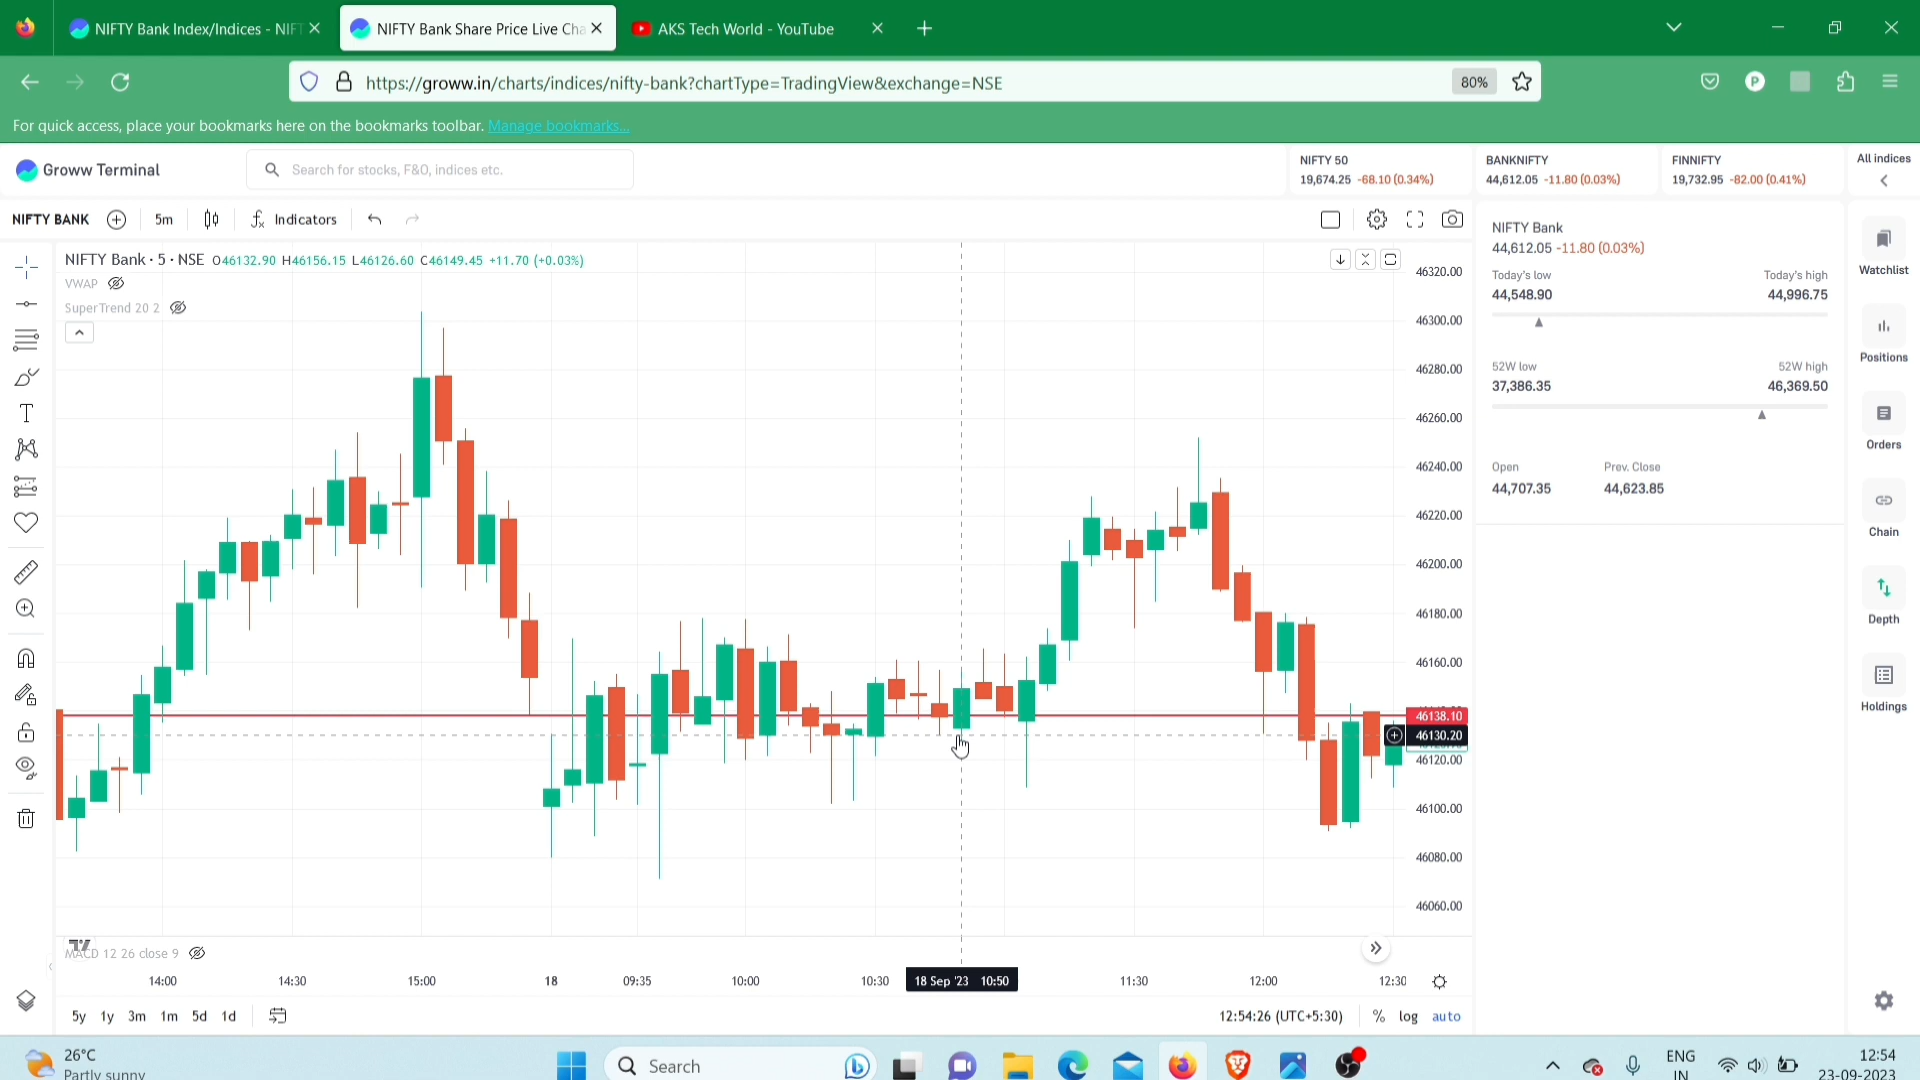 NIFTY Bank Index/Indices - NIFT
NIFTY Bank Share Price Live Cha
AKS Tech World - YouTube
https://groww.in/charts/indices/nifty-bank?chartType=TradingView&exchange=NSE
80%
P
For quick access, place your bookmarks here on the bookmarks toolbar. Manage bookmarks...
Groww Terminal
Search for stocks, F&O, indices etc.
NIFTY 50
19,674.25 -68.10 (0.34%)
BANKNIFTY
44,612.05 -11.80 (0.03%)
FINNIFTY
19,732.95 -82.00 (0.41%)
All indices
NIFTY BANK
5m
Indicators
NIFTY Bank · 5 · NSE O46132.90 H46156.15 L46126.60 C46149.45 +11.70 (+0.03%)
VWAP
SuperTrend 20 2
46320.00
46300.00
46280.00
46260.00
46240.00
46220.00
46200.00
46180.00
46160.00
46138.10
46130.20
46120.00
46100.00
46080.00
46060.00
NIFTY Bank
44,612.05 -11.80 (0.03%)
Today's low
Today's high
44,548.90
44,996.75
52W low
52W high
37,386.35
46,369.50
Open
Prev. Close
44,707.35
44,623.85
Watchlist
Positions
Orders
Chain
Depth
Holdings
MACD 12 26 close 9
14:00
14:30
15:00
18
09:35
10:00
10:30
18 Sep '23 10:50
11:30
12:00
12:30
5y 1y 3m 1m 5d 1d
12:54:26 (UTC+5:30)
% log auto
26°C
Partly sunny
Search
ENG
IN
12:54
23-09-2023